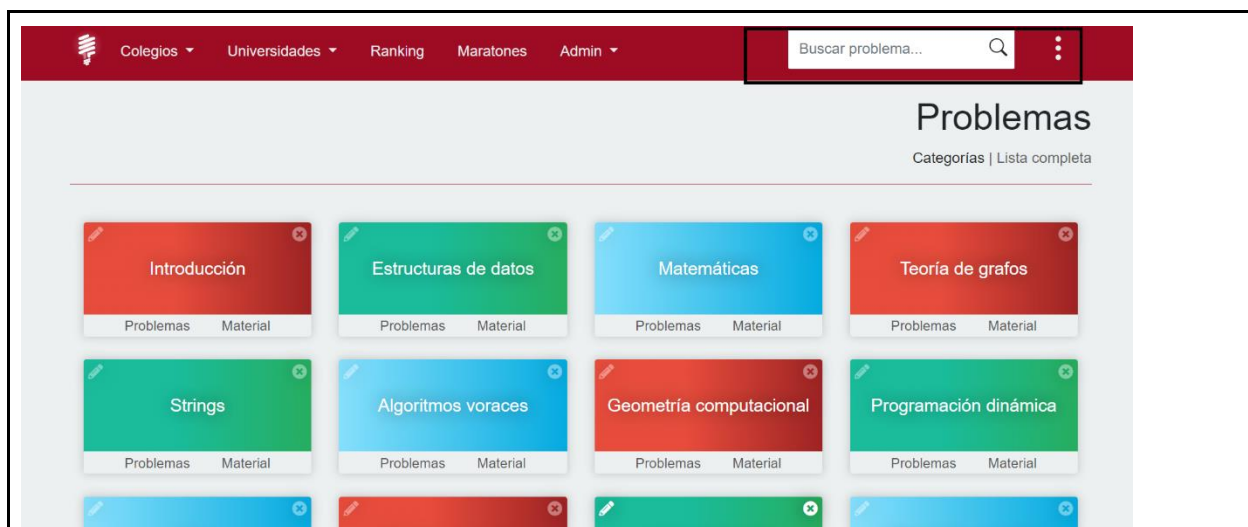 Colegios Universidades Ranking Maratones Admin Buscar problema...
Problemas
Categorías | Lista completa
Introducción Estructuras de datos Matemáticas Teoría de grafos
Problemas Material Problemas Material Problemas Material Problemas Material
Strings Algoritmos voraces Geometría computacional Programación dinámica
Problemas Material Problemas Material Problemas Material Problemas Material